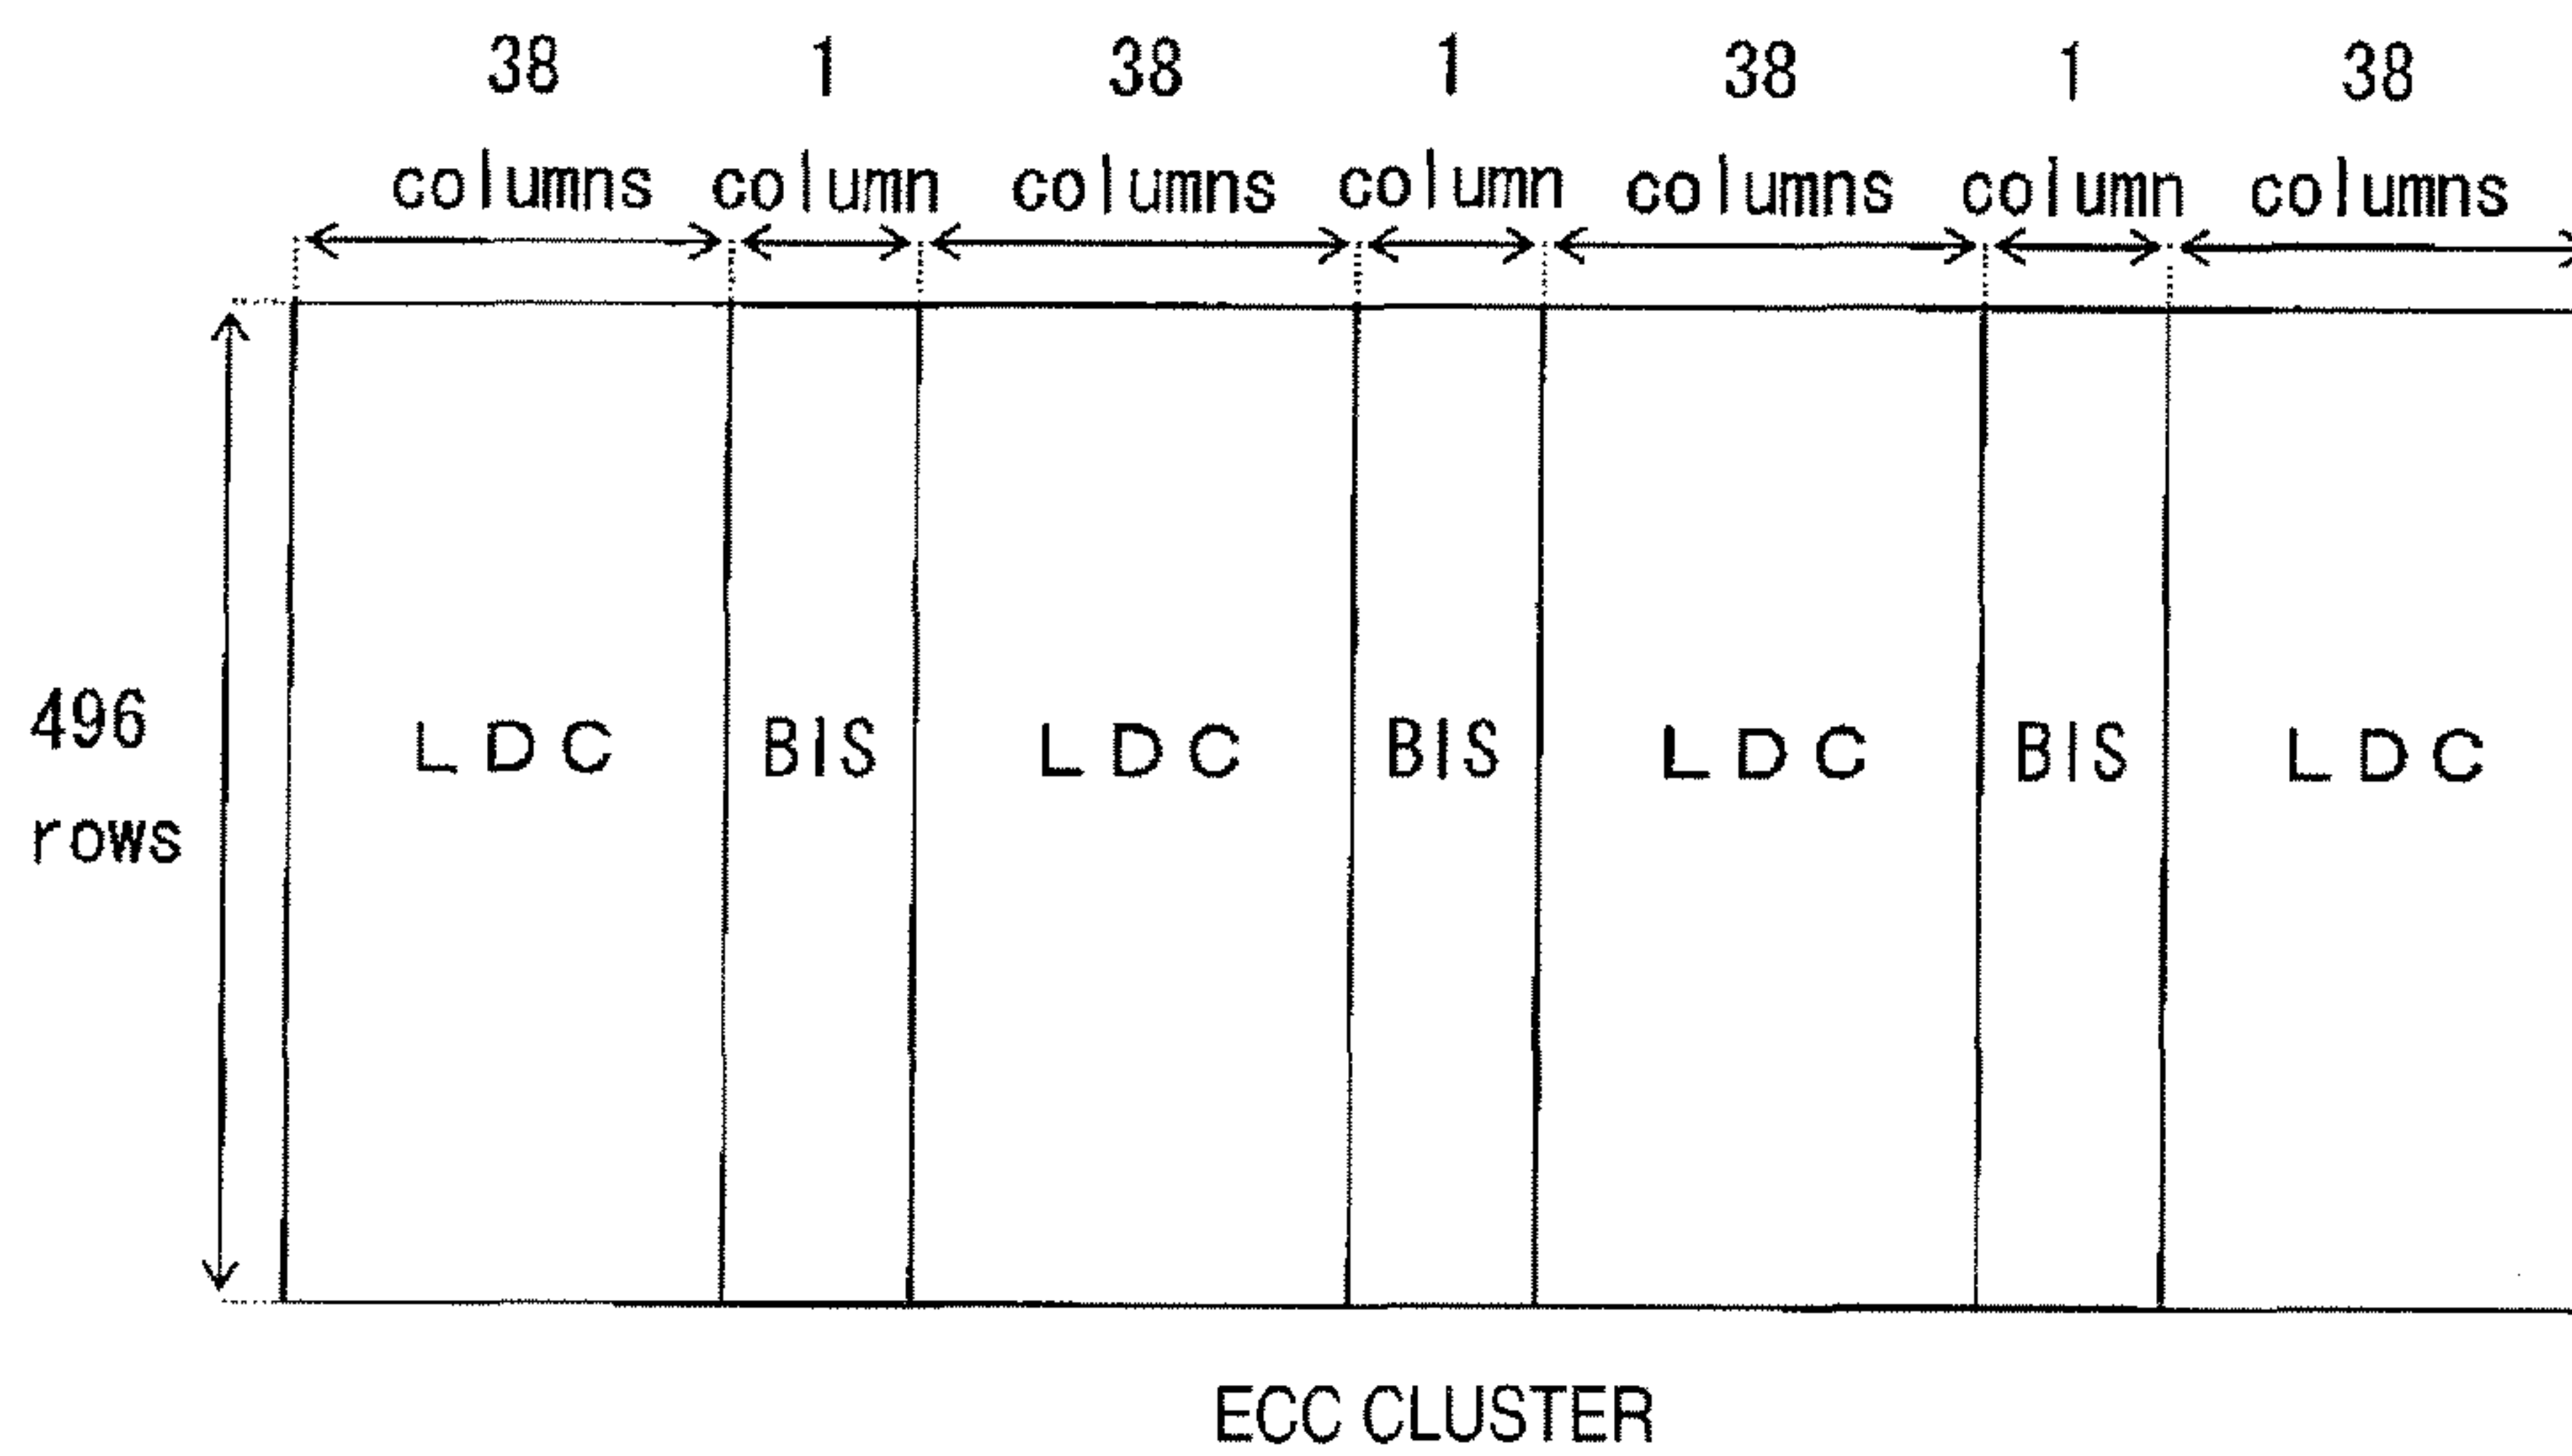 38 1 38 1 38 1 38
columns column columns column columns column columns
496
rows
LDC BIS LDC BIS LDC BIS LDC
ECC CLUSTER